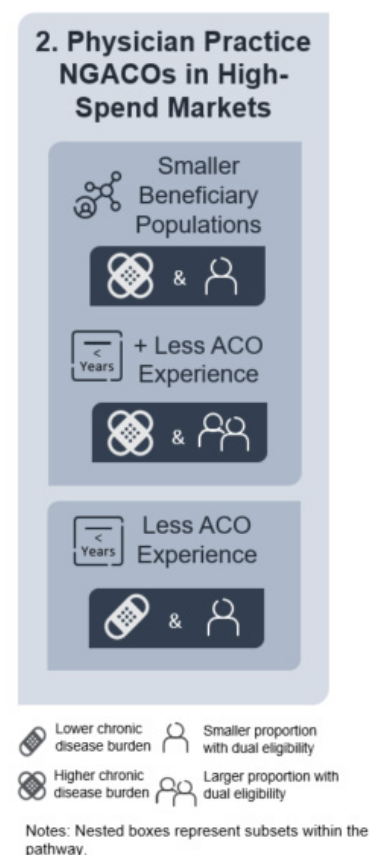 2. Physician Practice
NGACOs in High-
Spend Markets
Smaller
Beneficiary
Populations
&
<
Years
+ Less ACO
Experience
&
<
Years
Less ACO
Experience
&
Lower chronic
disease burden
Smaller proportion
with dual eligibility
Higher chronic
disease burden
Larger proportion with
dual eligibility
Notes: Nested boxes represent subsets within the
pathway.